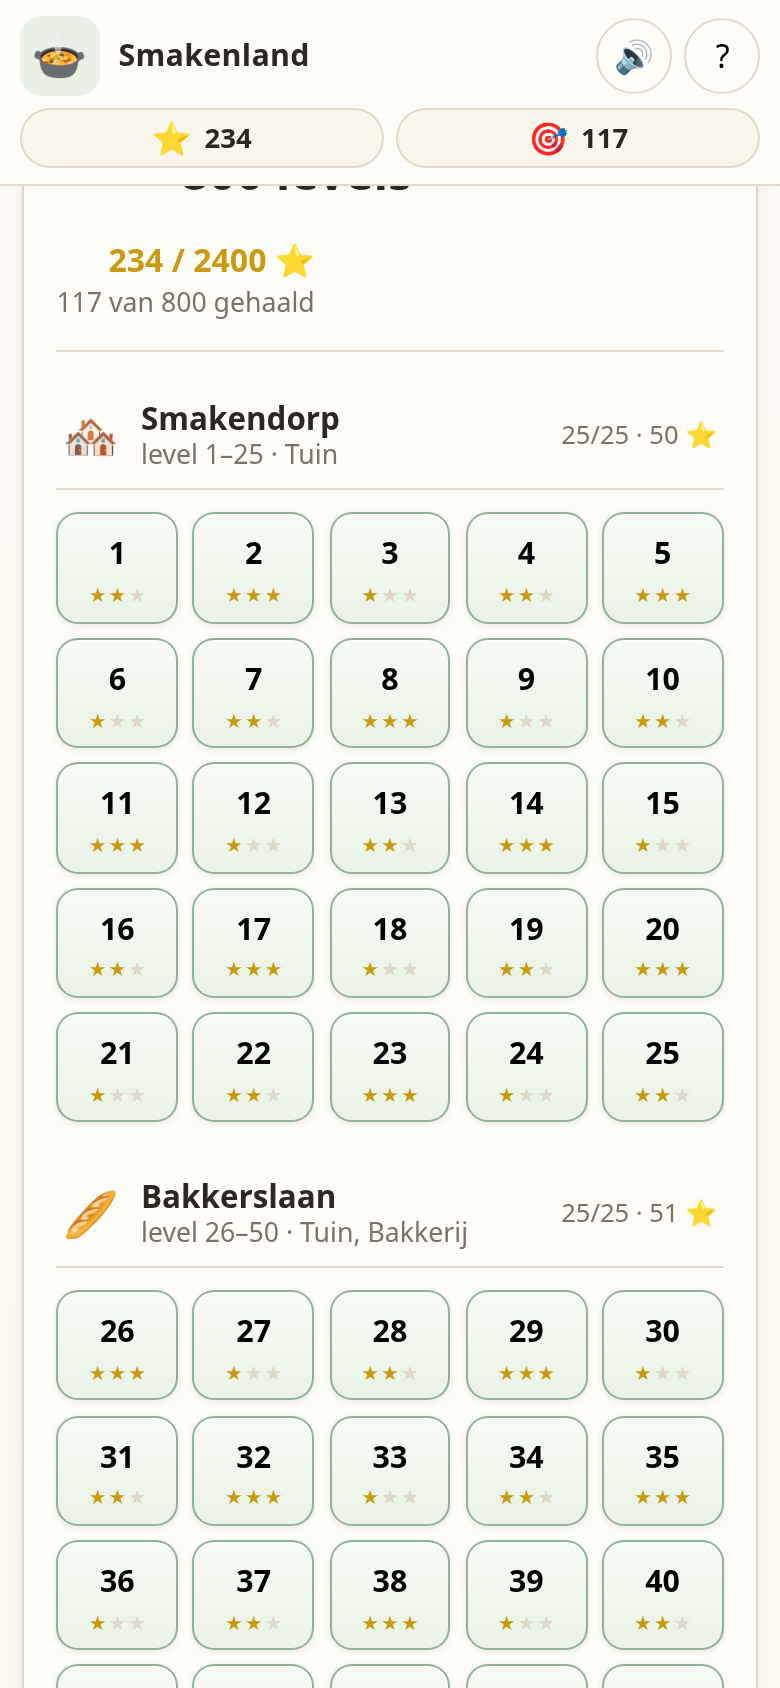 Smakenland
?
234
117
800 levels
234 / 2400
117 van 800 gehaald
Smakendorp
level 1–25 · Tuin
25/25 · 50
1 2 3 4 5
6 7 8 9 10
11 12 13 14 15
16 17 18 19 20
21 22 23 24 25
Bakkerslaan
level 26–50 · Tuin, Bakkerij
25/25 · 51
26 27 28 29 30
31 32 33 34 35
36 37 38 39 40